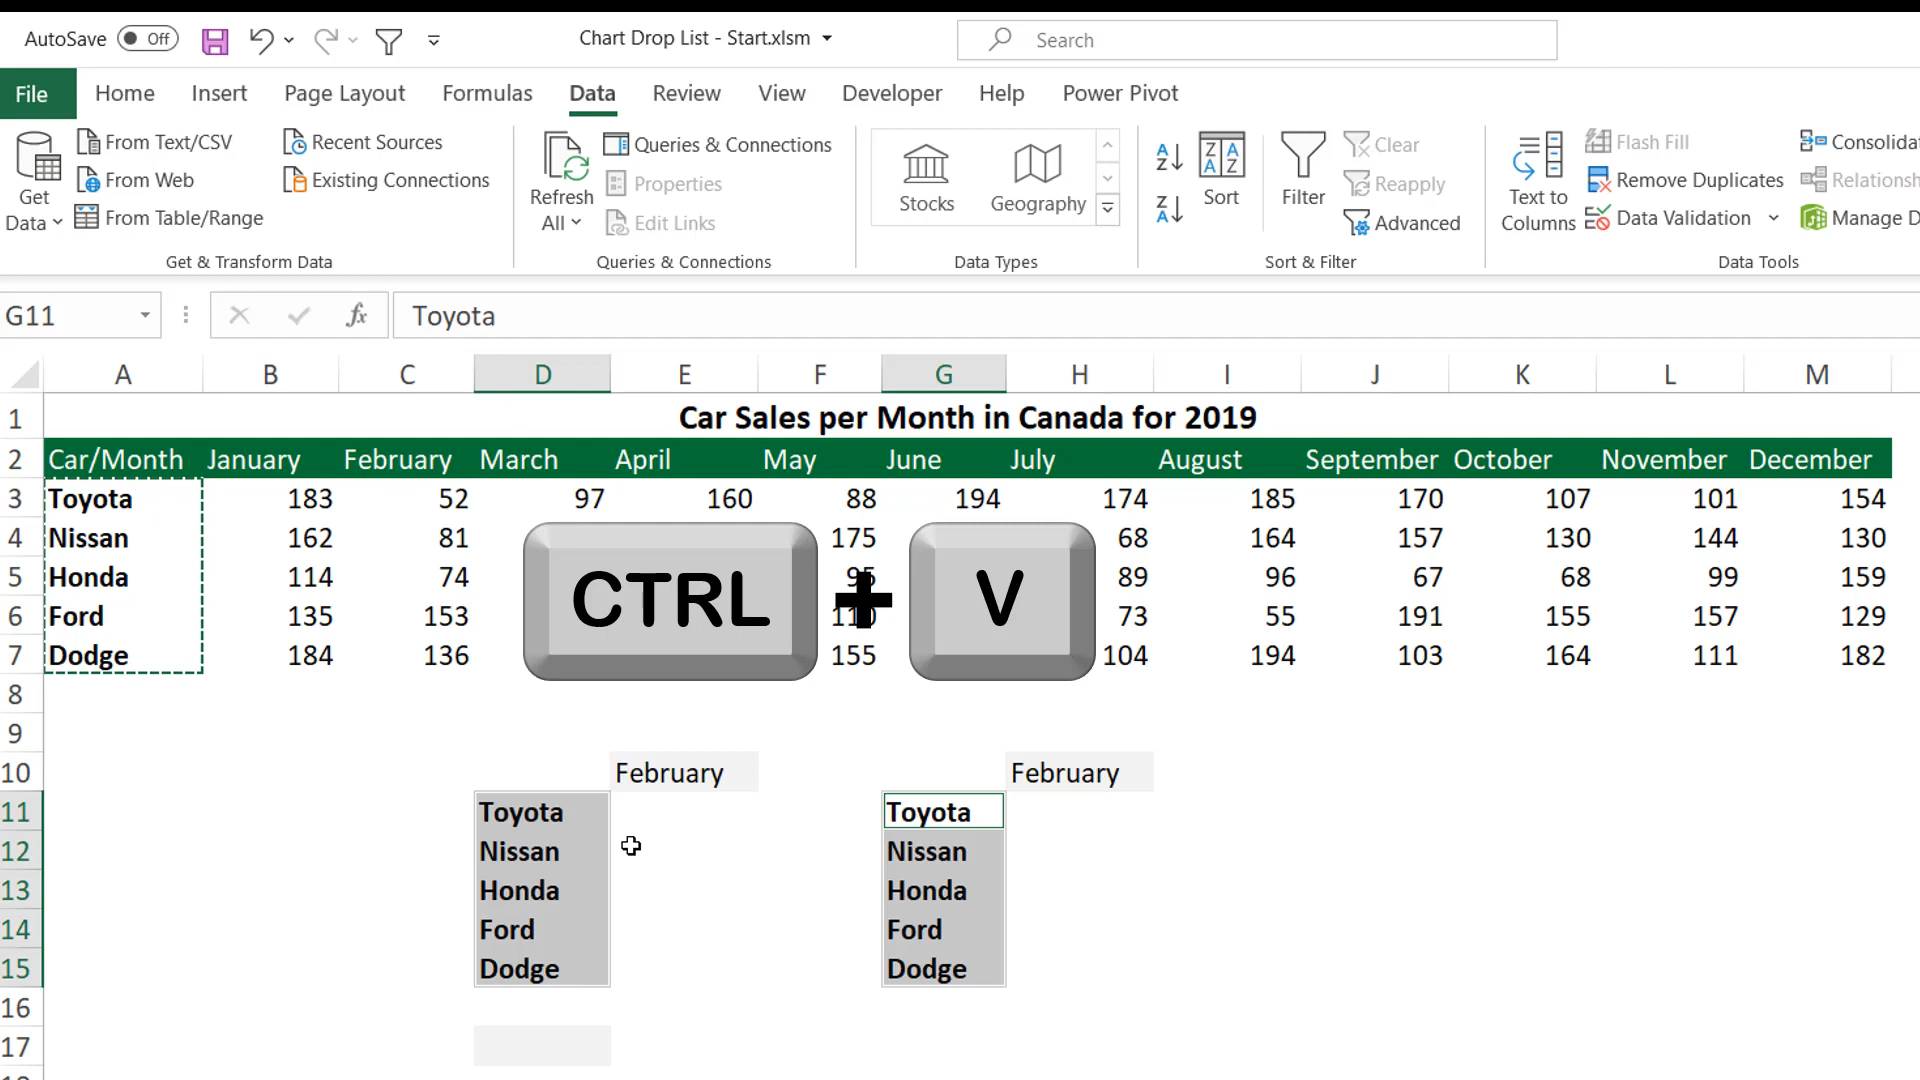 AutoSave Off Chart Drop List - Start.xlsm Search
File Home Insert Page Layout Formulas Data Review View Developer Help Power Pivot
Get Data
From Text/CSV
From Web
From Table/Range
Recent Sources
Existing Connections
Get & Transform Data
Refresh All
Queries & Connections
Properties
Edit Links
Queries & Connections
Stocks Geography
Data Types
Sort
Filter
Clear
Reapply
Advanced
Sort & Filter
Text to Columns
Flash Fill
Remove Duplicates
Data Validation
Consolidat
Relationsh
Manage D
Data Tools
G11 fx Toyota
A B C D E F G H I J K L M
1 Car Sales per Month in Canada for 2019
2 Car/Month January February March April May June July August September October November December
3 Toyota 183 52 97 160 88 194 174 185 170 107 101 154
4 Nissan 162 81 175 68 164 157 130 144 130
5 Honda 114 74 95 89 96 67 68 99 159
6 Ford 135 153 110 73 55 191 155 157 129
7 Dodge 184 136 155 104 194 103 164 111 182
CTRL + V
8
9
10 February February
11 Toyota Toyota
12 Nissan Nissan
13 Honda Honda
14 Ford Ford
15 Dodge Dodge
16
17